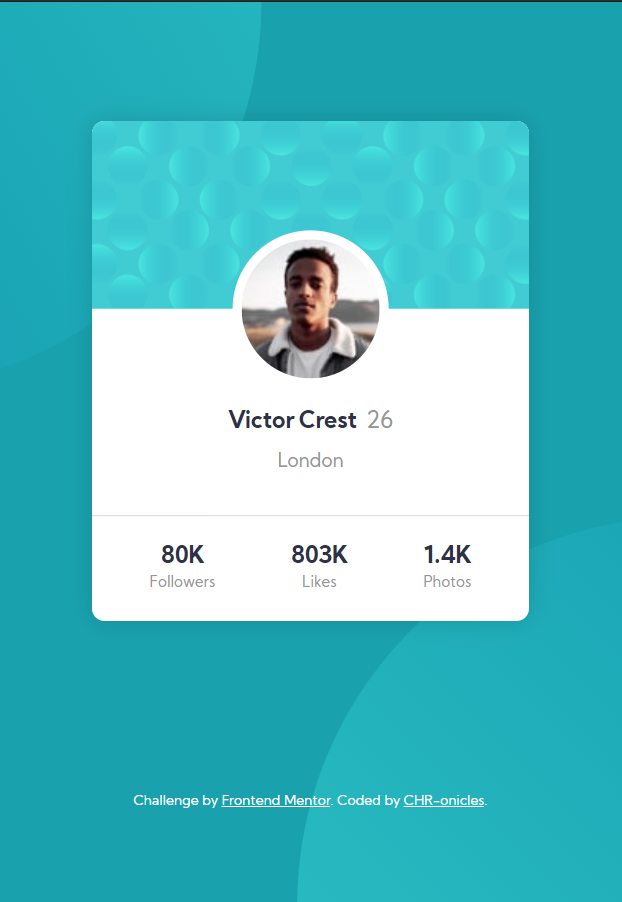 Victor Crest 26
London
80K 803K 1.4K
Followers Likes Photos
Challenge by Frontend Mentor. Coded by CHR-onicles.